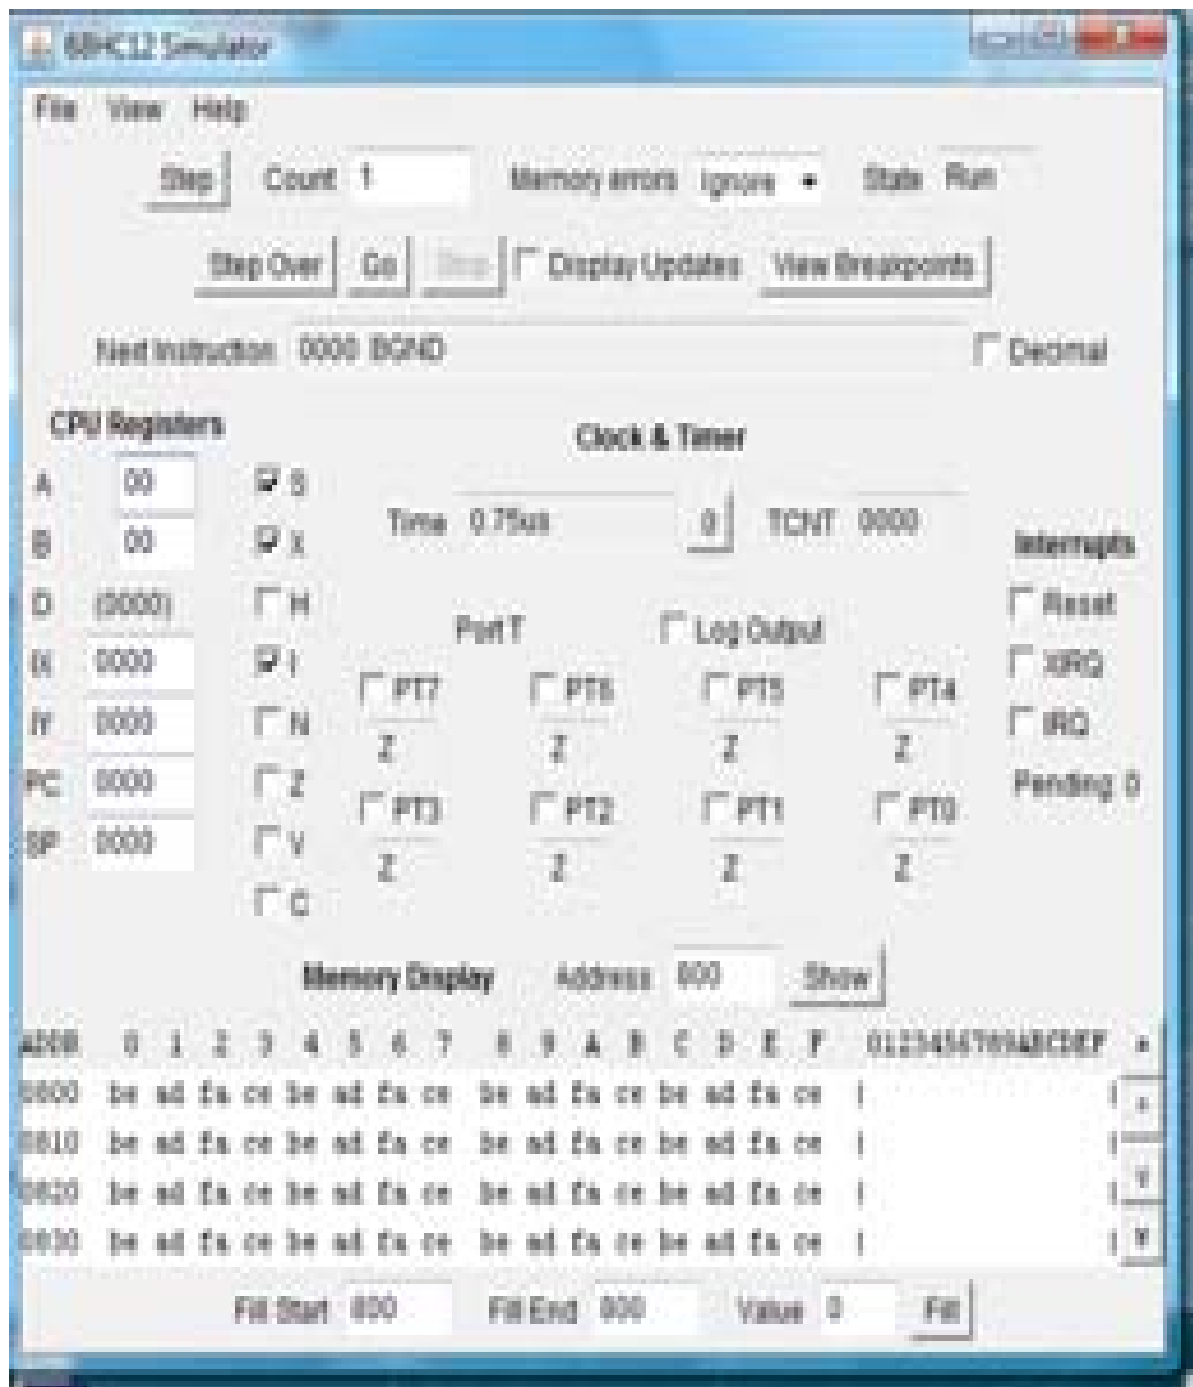 68HC12 Simulator
File View Help
Step Count 1 Memory errors Ignore State Run
Step Over Go Stop Display Updates View Breakpoints
Next Instruction 0000 BGND Decimal
CPU Registers
Clock & Timer
A 00 S
Time 0.75us 0 TCNT 0000
B 00 X
Interrupts
D (0000) H
Reset
Port T Log Output
IX 0000 I
XIRQ
PT7 PT6 PT5 PT4
IY 0000 N
IRQ
Z Z Z Z
PC 0000 Z
Pending 0
PT3 PT2 PT1 PT0
SP 0000 V
Z Z Z Z
C
Memory Display Address 800 Show
ADDR 0 1 2 3 4 5 6 7 8 9 A B C D E F 0123456789ABCDEF
0800 be ad fa ce be ad fa ce be ad fa ce be ad fa ce | |
0810 be ad fa ce be ad fa ce be ad fa ce be ad fa ce | |
0820 be ad fa ce be ad fa ce be ad fa ce be ad fa ce | |
0830 be ad fa ce be ad fa ce be ad fa ce be ad fa ce | |
Fill Start 800 Fill End 800 Value 0 Fill